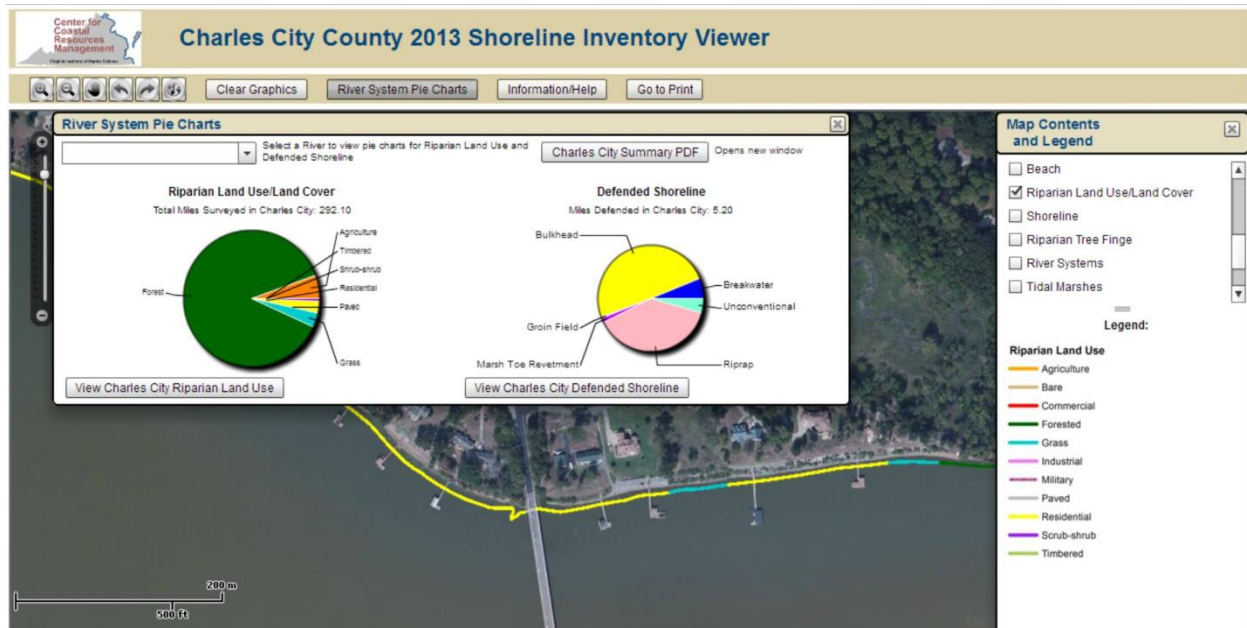 Center for
Coastal
Resources
Management
Virginia Institute of Marine Science
Charles City County 2013 Shoreline Inventory Viewer
Clear Graphics
River System Pie Charts
Information/Help
Go to Print
River System Pie Charts
Select a River to view pie charts for Riparian Land Use and
Defended Shoreline
Charles City Summary PDF
Opens new window
Riparian Land Use/Land Cover
Total Miles Surveyed in Charles City: 292.10
Agriculture
Timbered
Shrub-shrub
Residential
Forest
Paved
Grass
View Charles City Riparian Land Use
Defended Shoreline
Miles Defended in Charles City: 5.20
Bulkhead
Breakwater
Unconventional
Groin Field
Marsh Toe Revetment
Riprap
View Charles City Defended Shoreline
Map Contents
and Legend
Beach
Riparian Land Use/Land Cover
Shoreline
Riparian Tree Finge
River Systems
Tidal Marshes
Legend:
Riparian Land Use
Agriculture
Bare
Commercial
Forested
Grass
Industrial
Military
Paved
Residential
Scrub-shrub
Timbered
200 m
500 ft